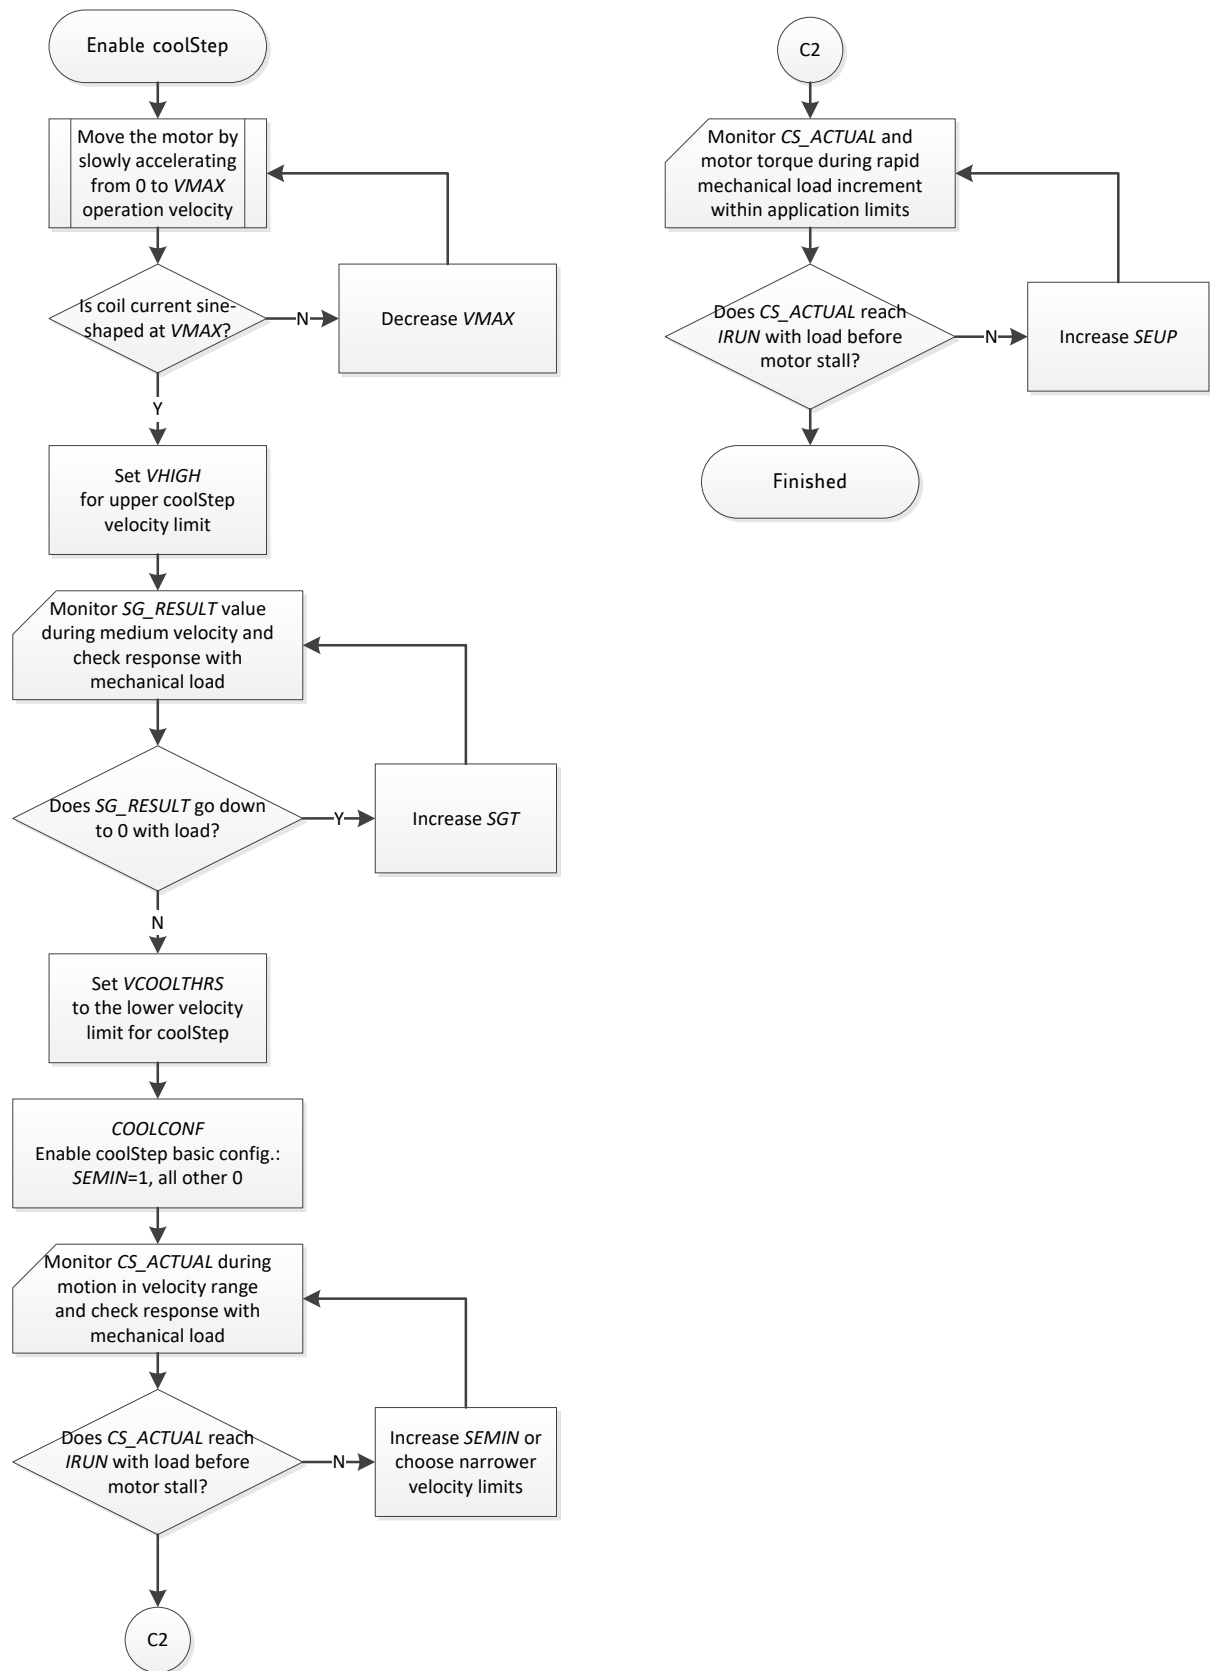 Enable coolStep
Move the motor by
slowly accelerating
from 0 to VMAX
operation velocity
Is coil current sine-
shaped at VMAX?
N
Decrease VMAX
Y
Set VHIGH
for upper coolStep
velocity limit
Monitor SG_RESULT value
during medium velocity and
check response with
mechanical load
Does SG_RESULT go down
to 0 with load?
Y
Increase SGT
N
Set VCOOLTHRS
to the lower velocity
limit for coolStep
COOLCONF
Enable coolStep basic config.:
SEMIN=1, all other 0
Monitor CS_ACTUAL during
motion in velocity range
and check response with
mechanical load
Does CS_ACTUAL reach
IRUN with load before
motor stall?
N
Increase SEMIN or
choose narrower
velocity limits
C2
C2
Monitor CS_ACTUAL and
motor torque during rapid
mechanical load increment
within application limits
Does CS_ACTUAL reach
IRUN with load before
motor stall?
N
Increase SEUP
Finished